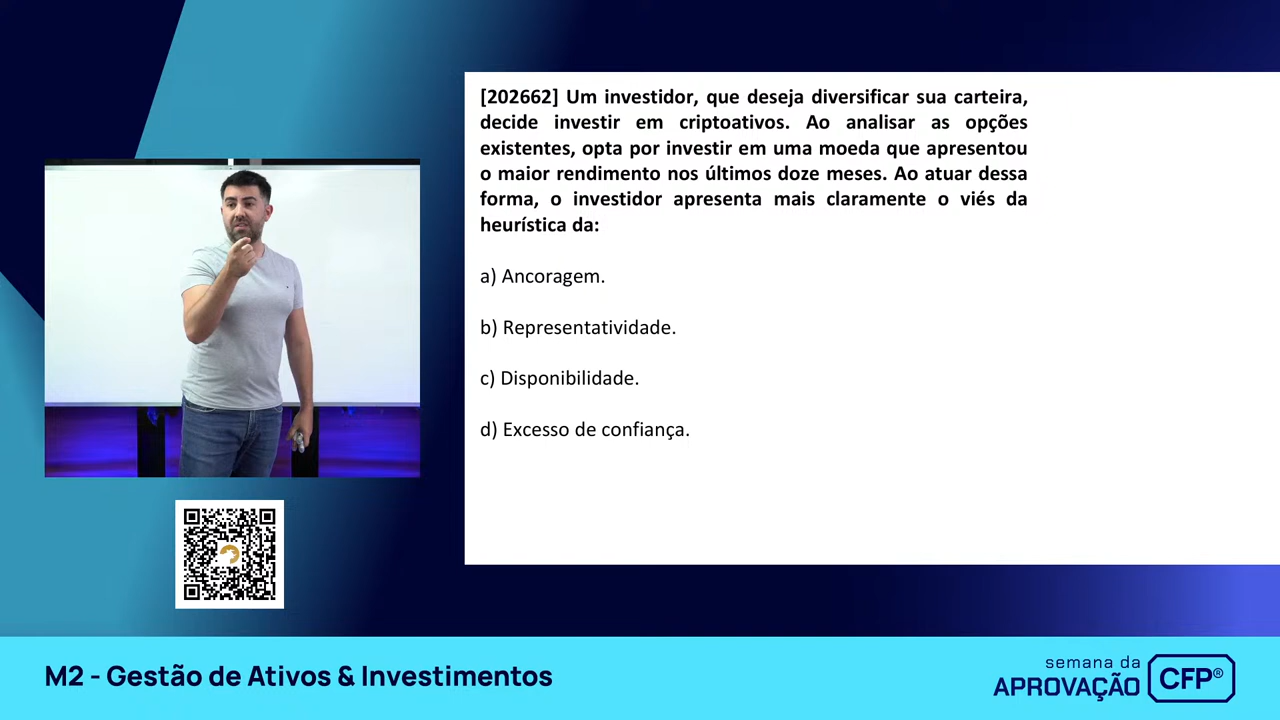 [202662] Um investidor, que deseja diversificar sua carteira,
decide investir em criptoativos. Ao analisar as opções
existentes, opta por investir em uma moeda que apresentou
o maior rendimento nos últimos doze meses. Ao atuar dessa
forma, o investidor apresenta mais claramente o viés da
heurística da:
a) Ancoragem.
b) Representatividade.
c) Disponibilidade.
d) Excesso de confiança.
M2 - Gestão de Ativos & Investimentos
semana da
APROVAÇÃO CFP®